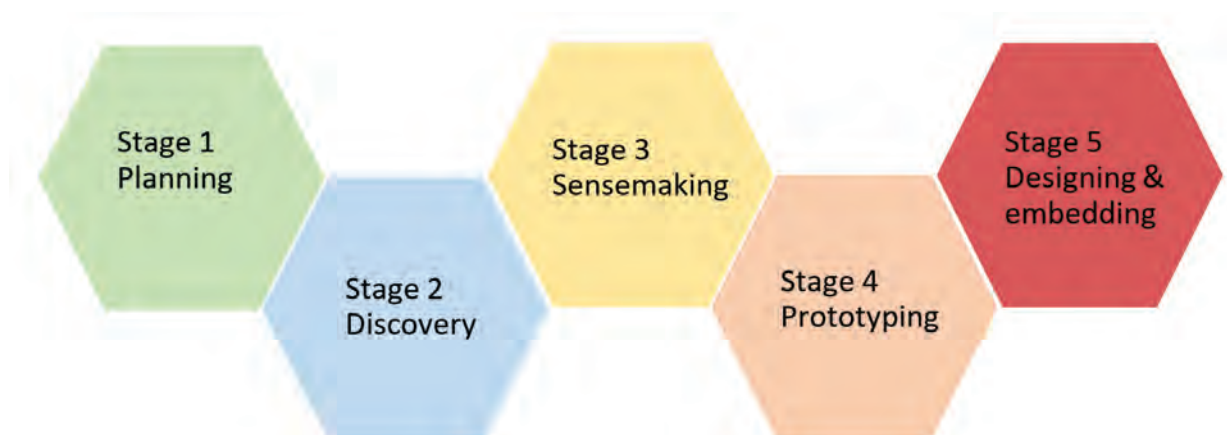 Stage 1
Planning
Stage 2
Discovery
Stage 3
Sensemaking
Stage 4
Prototyping
Stage 5
Designing &
embedding